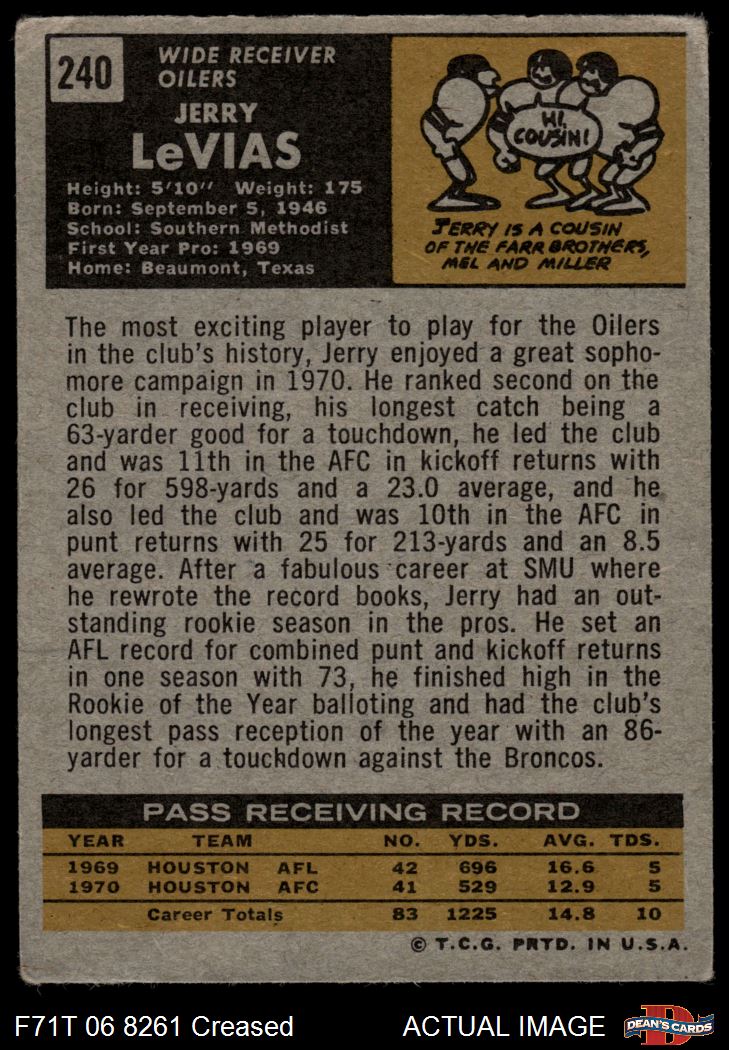 240
WIDE RECEIVER
OILERS
JERRY
LeVIAS
Height: 5'10" Weight: 175
Born: September 5, 1946
School: Southern Methodist
First Year Pro: 1969
Home: Beaumont, Texas
HI,
COUSIN!
JERRY IS A COUSIN
OF THE FARR BROTHERS,
MEL AND MILLER
The most exciting player to play for the Oilers
in the club's history, Jerry enjoyed a great sopho-
more campaign in 1970. He ranked second on the
club in receiving, his longest catch being a
63-yarder good for a touchdown, he led the club
and was 11th in the AFC in kickoff returns with
26 for 598-yards and a 23.0 average, and he
also led the club and was 10th in the AFC in
punt returns with 25 for 213-yards and an 8.5
average. After a fabulous career at SMU where
he rewrote the record books, Jerry had an out-
standing rookie season in the pros. He set an
AFL record for combined punt and kickoff returns
in one season with 73, he finished high in the
Rookie of the Year balloting and had the club's
longest pass reception of the year with an 86-
yarder for a touchdown against the Broncos.
PASS RECEIVING RECORD
YEAR TEAM NO. YDS. AVG. TDS.
1969 HOUSTON AFL 42 696 16.6 5
1970 HOUSTON AFC 41 529 12.9 5
Career Totals 83 1225 14.8 10
© T.C.G. PRTD. IN U.S.A.
F71T 06 8261 Creased ACTUAL IMAGE
DEAN'S CARDS